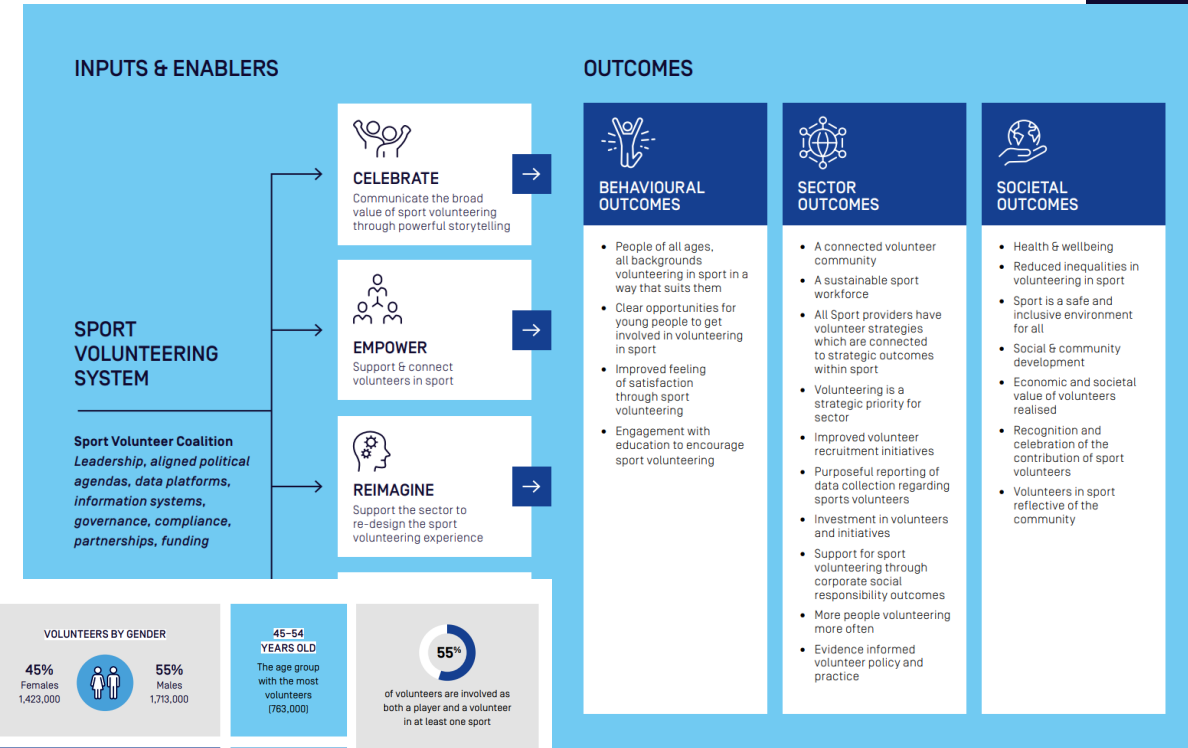 INPUTS & ENABLERS
SPORT
VOLUNTEERING
SYSTEM
Sport Volunteer Coalition
Leadership, aligned political
agendas, data platforms,
information systems,
governance, compliance,
partnerships, funding
CELEBRATE
Communicate the broad
value of sport volunteering
through powerful storytelling
EMPOWER
Support & connect
volunteers in sport
REIMAGINE
Support the sector to
re-design the sport
volunteering experience
OUTCOMES
BEHAVIOURAL
OUTCOMES
• People of all ages,
all backgrounds
volunteering in sport in a
way that suits them
• Clear opportunities for
young people to get
involved in volunteering
in sport
• Improved feeling
of satisfaction
through sport
volunteering
• Engagement with
education to encourage
sport volunteering
SECTOR
OUTCOMES
• A connected volunteer
community
• A sustainable sport
workforce
• All Sport providers have
volunteer strategies
which are connected
to strategic outcomes
within sport
• Volunteering is a
strategic priority for
sector
• Improved volunteer
recruitment initiatives
• Purposeful reporting of
data collection regarding
sports volunteers
• Investment in volunteers
and initiatives
• Support for sport
volunteering through
corporate social
responsibility outcomes
• More people volunteering
more often
• Evidence informed
volunteer policy and
practice
SOCIETAL
OUTCOMES
• Health & wellbeing
• Reduced inequalities in
volunteering in sport
• Sport is a safe and
inclusive environment
for all
• Social & community
development
• Economic and societal
value of volunteers
realised
• Recognition and
celebration of the
contribution of sport
volunteers
• Volunteers in sport
reflective of the
community
VOLUNTEERS BY GENDER
45%
Females
1,423,000
55%
Males
1,713,000
45–54
YEARS OLD
The age group
with the most
volunteers
(763,000)
55%
of volunteers are involved as
both a player and a volunteer
in at least one sport